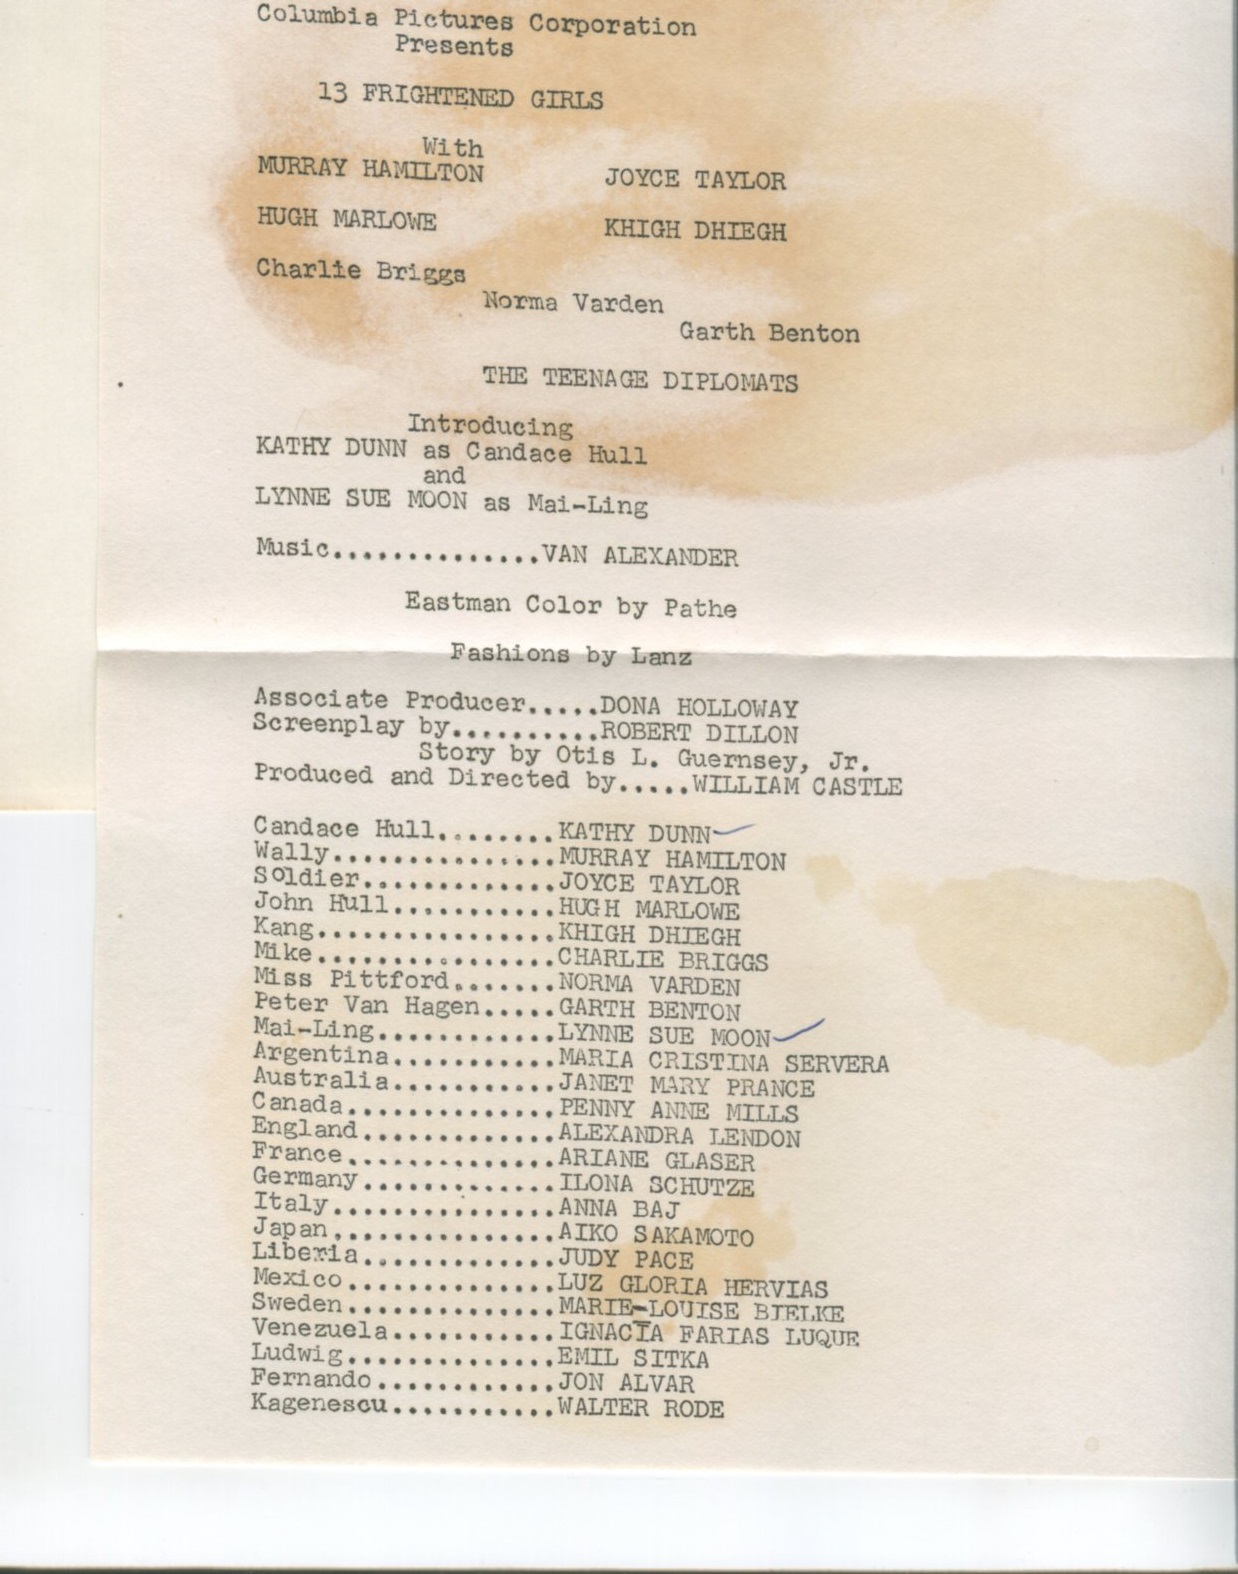 Columbia Pictures Corporation
Presents
13 FRIGHTENED GIRLS
With
MURRAY HAMILTON JOYCE TAYLOR
HUGH MARLOWE KHIGH DHIEGH
Charlie Briggs
Norma Varden
Garth Benton
THE TEENAGE DIPLOMATS
Introducing
KATHY DUNN as Candace Hull
and
LYNNE SUE MOON as Mai-Ling
Music..............VAN ALEXANDER
Eastman Color by Pathe
Fashions by Lanz
Associate Producer.....DONA HOLLOWAY
Screenplay by..........ROBERT DILLON
Story by Otis L. Guernsey, Jr.
Produced and Directed by.....WILLIAM CASTLE
Candace Hull........KATHY DUNN
Wally...............MURRAY HAMILTON
Soldier.............JOYCE TAYLOR
John Hull...........HUGH MARLOWE
Kang................KHIGH DHIEGH
Mike................CHARLIE BRIGGS
Miss Pittford.......NORMA VARDEN
Peter Van Hagen.....GARTH BENTON
Mai-Ling............LYNNE SUE MOON
Argentina...........MARIA CRISTINA SERVERA
Australia...........JANET MARY PRANCE
Canada..............PENNY ANNE MILLS
England.............ALEXANDRA LENDON
France..............ARIANE GLASER
Germany.............ILONA SCHUTZE
Italy...............ANNA BAJ
Japan...............AIKO SAKAMOTO
Liberia.............JUDY PACE
Mexico..............LUZ GLORIA HERVIAS
Sweden..............MARIE-LOUISE BIELKE
Venezuela...........IGNACIA FARIAS LUQUE
Ludwig..............EMIL SITKA
Fernando............JON ALVAR
Kagenescu...........WALTER RODE